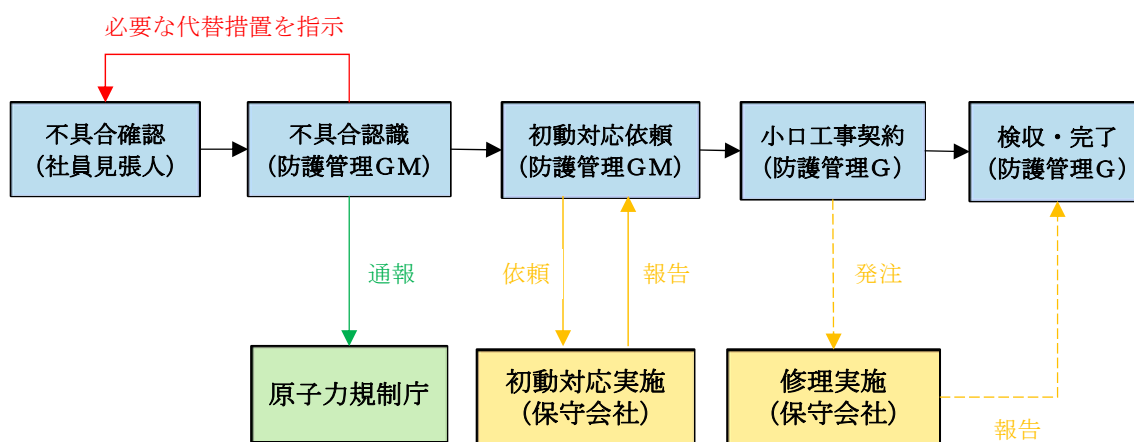 必要な代替措置を指示
不具合確認
(社員見張人)
不具合認識
(防護管理GM)
初動対応依頼
(防護管理GM)
小口工事契約
(防護管理G)
検収・完了
(防護管理G)
通報
依頼
報告
発注
原子力規制庁
初動対応実施
(保守会社)
修理実施
(保守会社)
報告